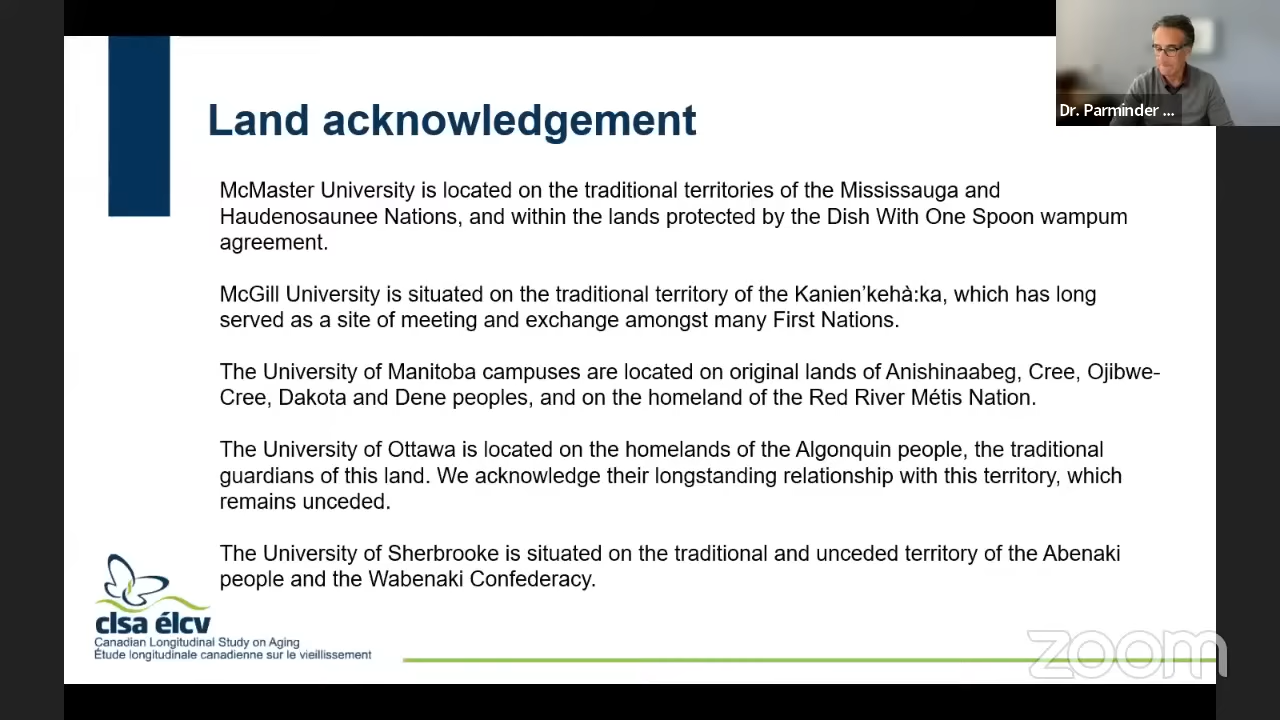 Land acknowledgement
Dr. Parminder ...
McMaster University is located on the traditional territories of the Mississauga and
Haudenosaunee Nations, and within the lands protected by the Dish With One Spoon wampum
agreement.
McGill University is situated on the traditional territory of the Kanien’kehà:ka, which has long
served as a site of meeting and exchange amongst many First Nations.
The University of Manitoba campuses are located on original lands of Anishinaabeg, Cree, Ojibwe-
Cree, Dakota and Dene peoples, and on the homeland of the Red River Métis Nation.
The University of Ottawa is located on the homelands of the Algonquin people, the traditional
guardians of this land. We acknowledge their longstanding relationship with this territory, which
remains unceded.
The University of Sherbrooke is situated on the traditional and unceded territory of the Abenaki
people and the Wabenaki Confederacy.
clsa élcv
Canadian Longitudinal Study on Aging
Étude longitudinale canadienne sur le vieillissement
zoom